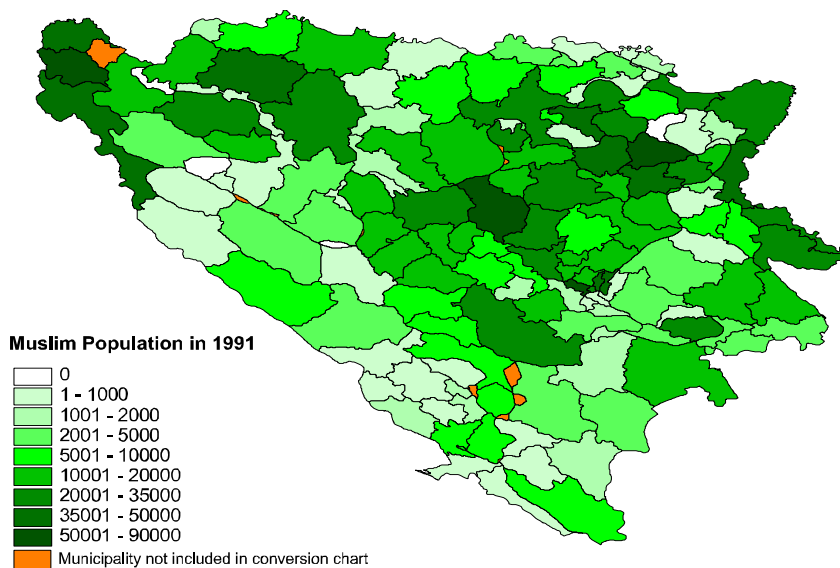 Muslim Population in 1991
0
1 - 1000
1001 - 2000
2001 - 5000
5001 - 10000
10001 - 20000
20001 - 35000
35001 - 50000
50001 - 90000
Municipality not included in conversion chart